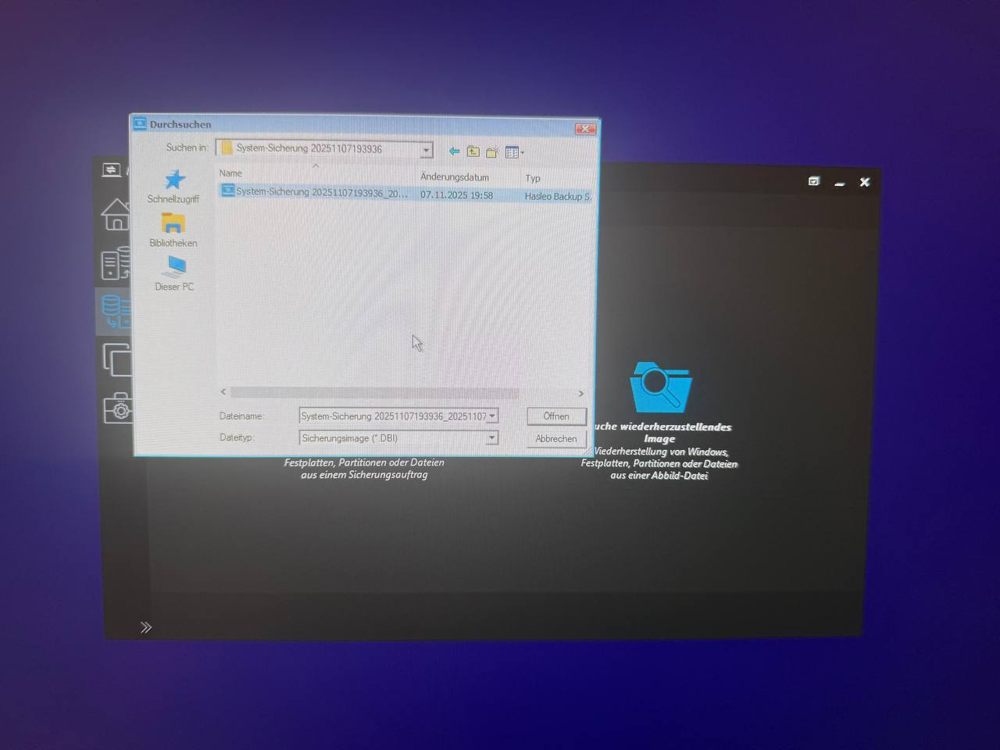 Durchsuchen
Suchen in:
System-Sicherung 20251107193936
Name
Änderungsdatum
Typ
System-Sicherung 20251107193936_20...
07.11.2025 19:58
Hasleo Backup S
Schnellzugriff
Bibliotheken
Dieser PC
Dateiname:
System-Sicherung 20251107193936_20251107
Öffnen
Dateityp:
Sicherungsimage (*.DBI)
Abbrechen
Festplatten, Partitionen oder Dateien
aus einem Sicherungsauftrag
uche wiederherzustellendes
Image
Wiederherstellung von Windows,
Festplatten, Partitionen oder Dateien
aus einer Abbild-Datei